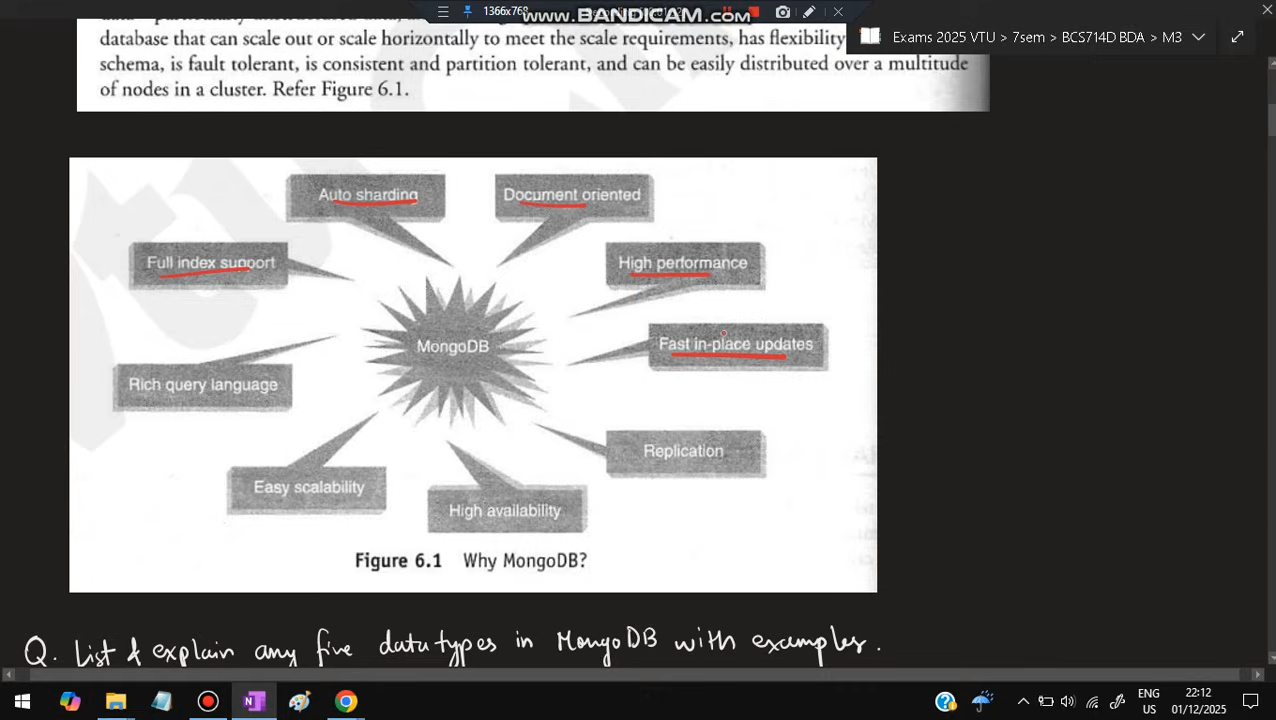 1366x768
www.BANDICAM.com
Exams 2025 VTU > 7sem > BCS714D BDA > M3
database that can scale out or scale horizontally to meet the scale requirements, has flexibility
schema, is fault tolerant, is consistent and partition tolerant, and can be easily distributed over a multitude
of nodes in a cluster. Refer Figure 6.1.
Auto sharding
Document oriented
Full index support
High performance
MongoDB
Fast in-place updates
Rich query language
Replication
Easy scalability
High availability
Figure 6.1 Why MongoDB?
Q. List & explain any five datatypes in MongoDB with examples.
ENG
US
22:12
01/12/2025